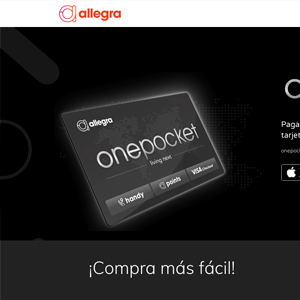 allegra
allegra
onepocket
living next
handy
points
VISA
Paga
tarjet
onepock
¡Compra más fácil!